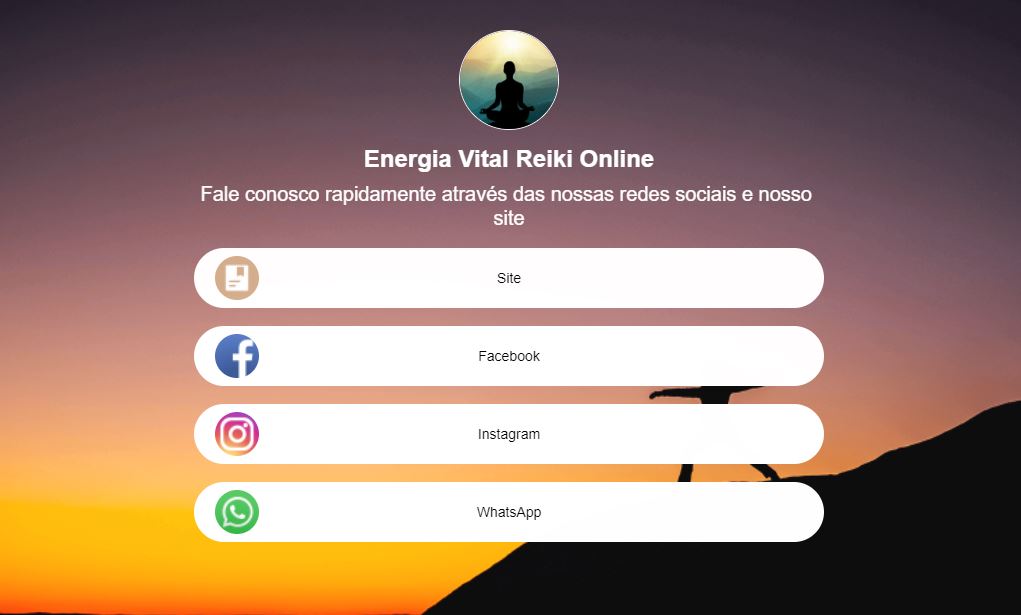 Energia Vital Reiki Online
Fale conosco rapidamente através das nossas redes sociais e nosso
site
Site
Facebook
Instagram
WhatsApp